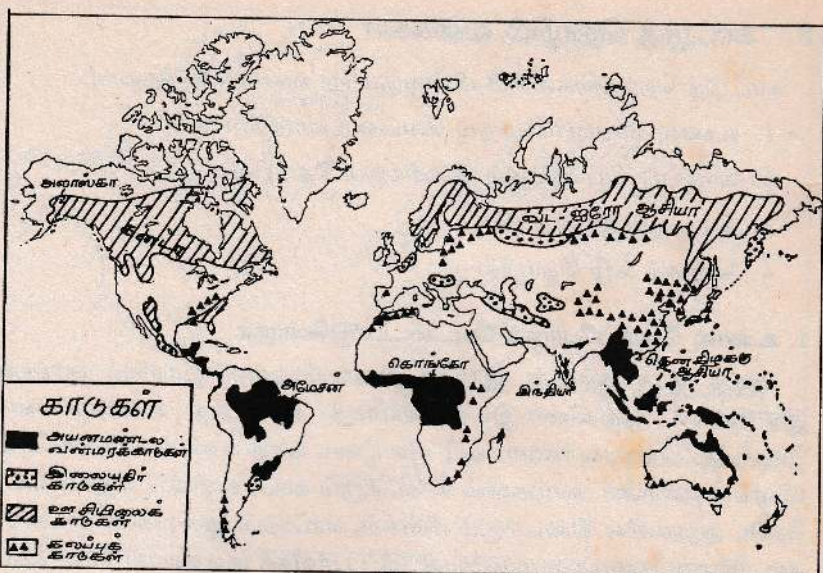 அலாஸ்கா
கனடா
வட ஐரோ ஆசியா
அமேசன்
கொங்கோ
இந்தியா
தென்கிழக்கு
ஆசியா
காடுகள்
அயனமண்டல
வன்மரக்காடுகள்
இலையுதிர்
காடுகள்
ஊசியிலைக்
காடுகள்
கலப்புக்
காடுகள்